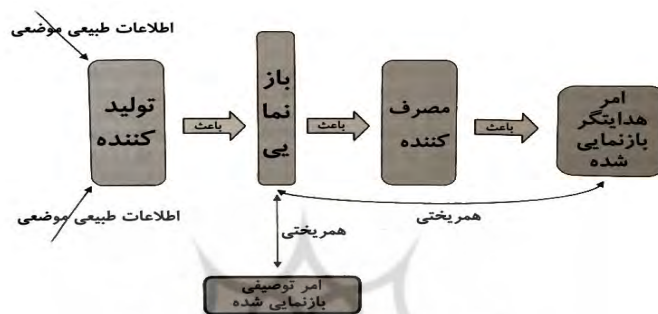 اطلاعات طبیعی موضعی
تولید
کننده
باعث
باز
نما
یی
باعث
مصرف
کننده
باعث
امر
هدایتگر
بازنمایی
شده
اطلاعات طبیعی موضعی
همریختی
همریختی
امر توصیفی
بازنمایی شده